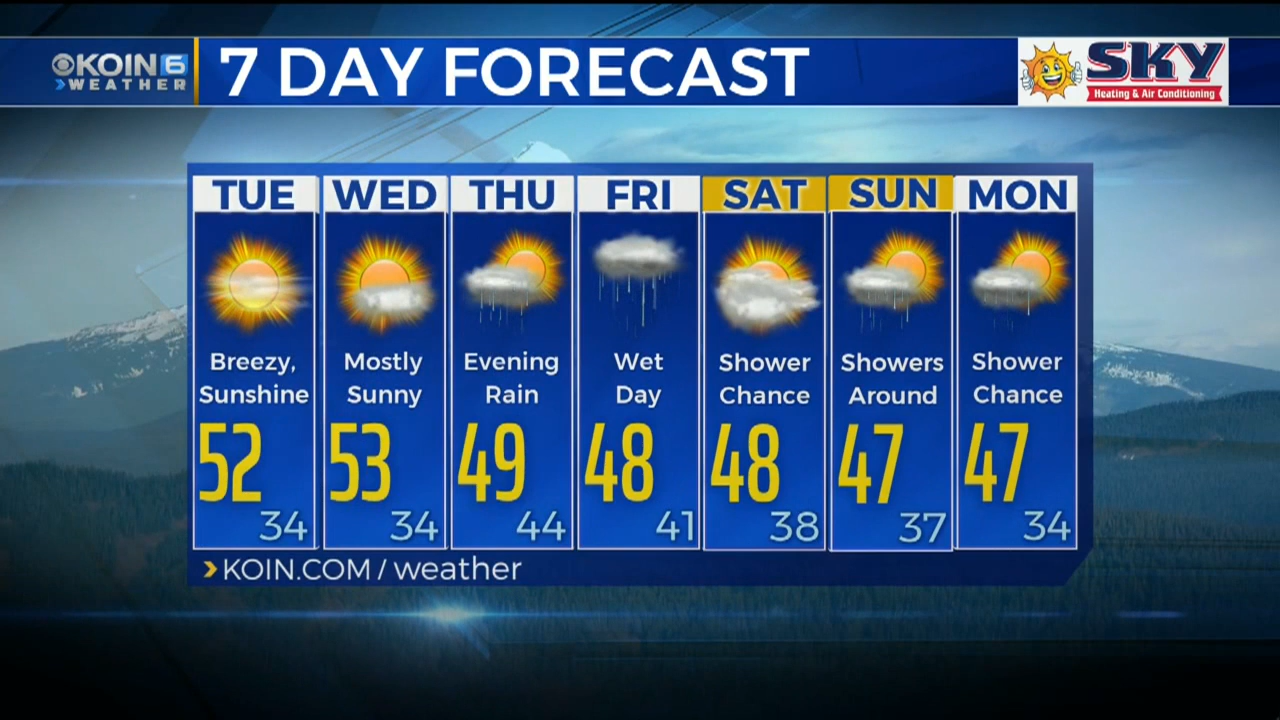 KOIN 6
WEATHER
7 DAY FORECAST
SKY
Heating & Air Conditioning
TUE WED THU FRI SAT SUN MON
Breezy, Mostly Evening Wet Shower Showers Shower
Sunshine Sunny Rain Day Chance Around Chance
52 53 49 48 48 47 47
34 34 44 41 38 37 34
KOIN.COM / weather